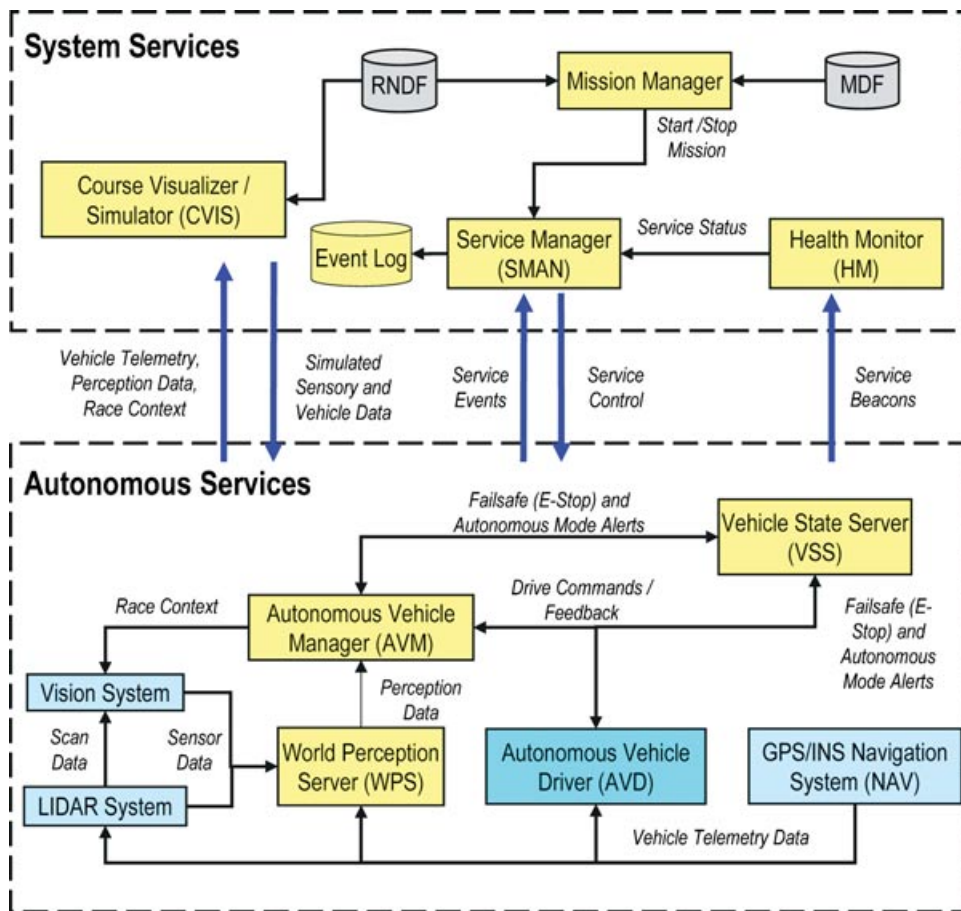 System Services
RNDF
Mission Manager
MDF
Start /Stop
Mission
Course Visualizer /
Simulator (CVIS)
Event Log
Service Manager
(SMAN)
Service Status
Health Monitor
(HM)
Vehicle Telemetry,
Perception Data,
Race Context
Simulated
Sensory and
Vehicle Data
Service
Events
Service
Control
Service
Beacons
Autonomous Services
Failsafe (E-Stop) and
Autonomous Mode Alerts
Vehicle State Server
(VSS)
Race Context
Autonomous Vehicle
Manager (AVM)
Drive Commands /
Feedback
Failsafe (E-
Stop) and
Autonomous
Mode Alerts
Vision System
Perception
Data
Scan
Data
Sensor
Data
World Perception
Server (WPS)
Autonomous Vehicle
Driver (AVD)
GPS/INS Navigation
System (NAV)
LIDAR System
Vehicle Telemetry Data